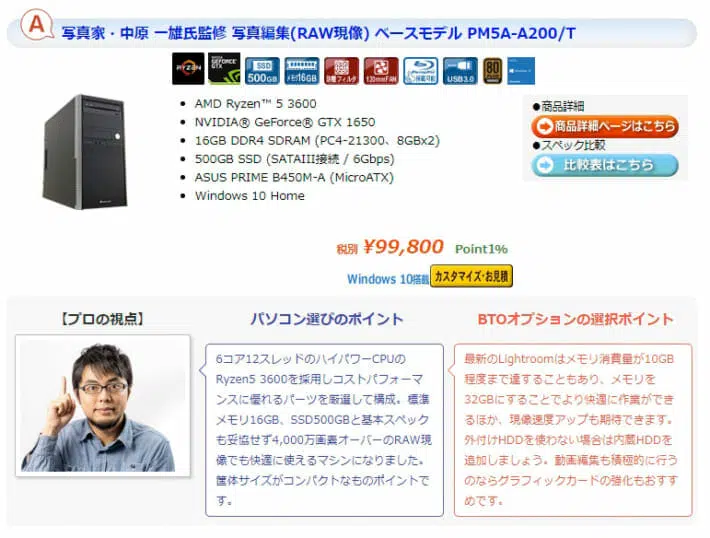 A
写真家・中原 一雄氏監修 写真編集(RAW現像) ベースモデル PM5A-A200/T
RYZEN
GEFORCE GTX
SSD 500GB
メモリ16GB
防塵フィルタ
120mmFAN
USB3.0
80
Windows 10
AMD Ryzen™ 5 3600
NVIDIA® GeForce® GTX 1650
16GB DDR4 SDRAM (PC4-21300、8GBx2)
500GB SSD (SATAIII接続 / 6Gbps)
ASUS PRIME B450M-A (MicroATX)
Windows 10 Home
●商品詳細
商品詳細ページはこちら
●スペック比較
比較表はこちら
税別 ¥99,800 Point1%
Windows 10搭載 カスタマイズ・お見積
【プロの視点】
パソコン選びのポイント
6コア12スレッドのハイパワーCPUの
Ryzen5 3600を採用しコストパフォーマ
ンスに優れるパーツを厳選して構成。標準
メモリ16GB、SSD500GBと基本スペック
も妥協せず4,000万画素オーバーのRAW現
像でも快適に使えるマシンになりました。
筐体サイズがコンパクトなものポイントで
す。
BTOオプションの選択ポイント
最新のLightroomはメモリ消費量が10GB
程度まで達することもあり、メモリを
32GBにすることでより快適に作業ができ
るほか、現像速度アップも期待できます。
外付けHDDを使わない場合は内蔵HDDを
追加しましょう。動画編集も積極的に行う
のならグラフィックカードの強化もおすす
めです。